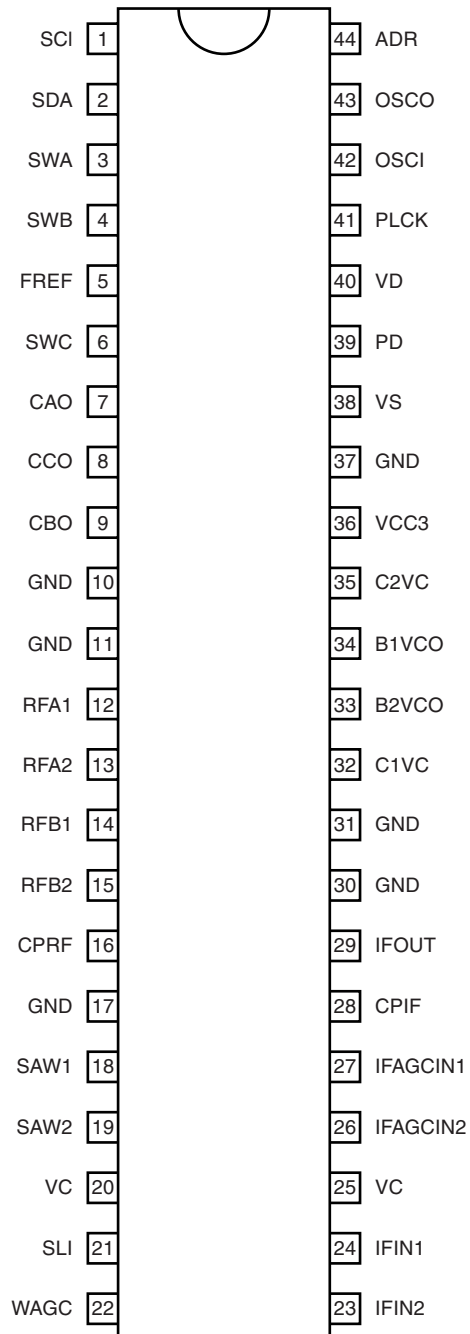 SCI 1 44 ADR
SDA 2 43 OSCO
SWA 3 42 OSCI
SWB 4 41 PLCK
FREF 5 40 VD
SWC 6 39 PD
CAO 7 38 VS
CCO 8 37 GND
CBO 9 36 VCC3
GND 10 35 C2VC
GND 11 34 B1VCO
RFA1 12 33 B2VCO
RFA2 13 32 C1VC
RFB1 14 31 GND
RFB2 15 30 GND
CPRF 16 29 IFOUT
GND 17 28 CPIF
SAW1 18 27 IFAGCIN1
SAW2 19 26 IFAGCIN2
VC 20 25 VC
SLI 21 24 IFIN1
WAGC 22 23 IFIN2